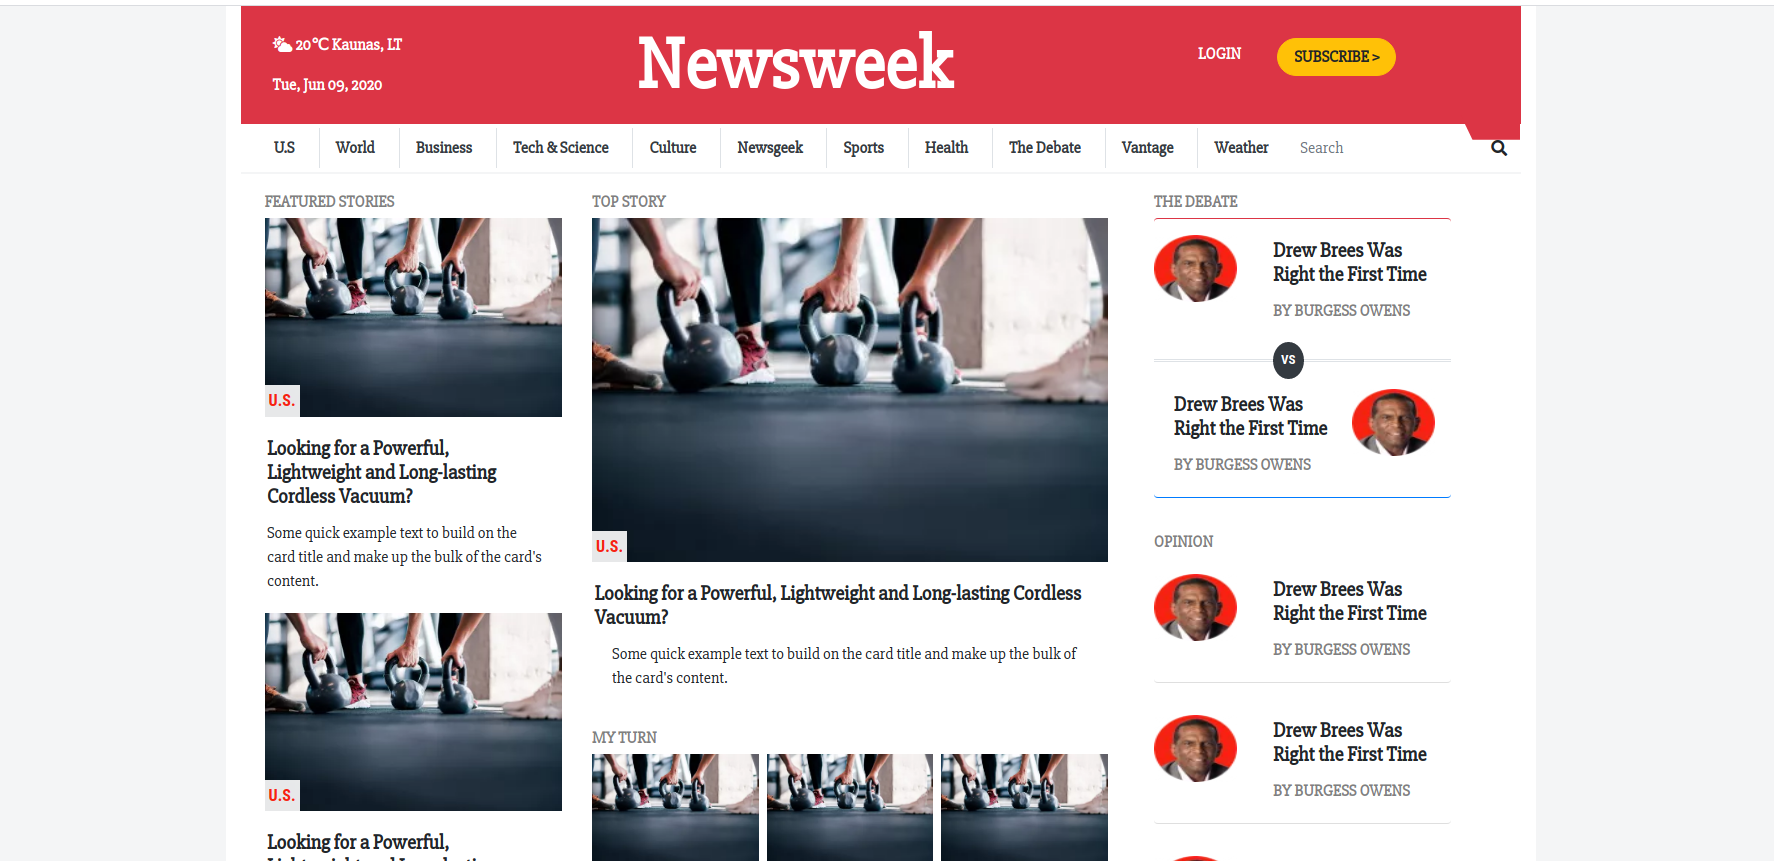 20°C Kaunas, LT
Tue, Jun 09, 2020
Newsweek
LOGIN
SUBSCRIBE >
U.S
World
Business
Tech & Science
Culture
Newsgeek
Sports
Health
The Debate
Vantage
Weather
Search
FEATURED STORIES
U.S.
Looking for a Powerful,
Lightweight and Long-lasting
Cordless Vacuum?
Some quick example text to build on the
card title and make up the bulk of the card's
content.
U.S.
Looking for a Powerful,
TOP STORY
U.S.
Looking for a Powerful, Lightweight and Long-lasting Cordless
Vacuum?
Some quick example text to build on the card title and make up the bulk of
the card's content.
MY TURN
THE DEBATE
Drew Brees Was
Right the First Time
BY BURGESS OWENS
VS
Drew Brees Was
Right the First Time
BY BURGESS OWENS
OPINION
Drew Brees Was
Right the First Time
BY BURGESS OWENS
Drew Brees Was
Right the First Time
BY BURGESS OWENS